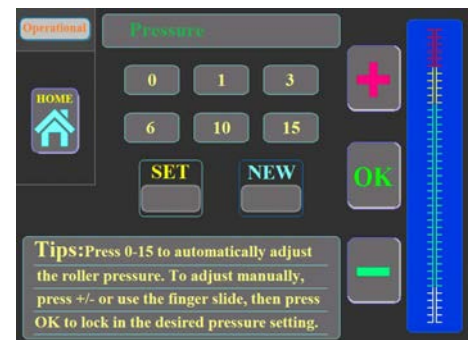 Operational
Pressure
HOME
0 1 3
6 10 15
SET NEW
OK
Tips:Press 0-15 to automatically adjust
the roller pressure. To adjust manually,
press +/- or use the finger slide, then press
OK to lock in the desired pressure setting.